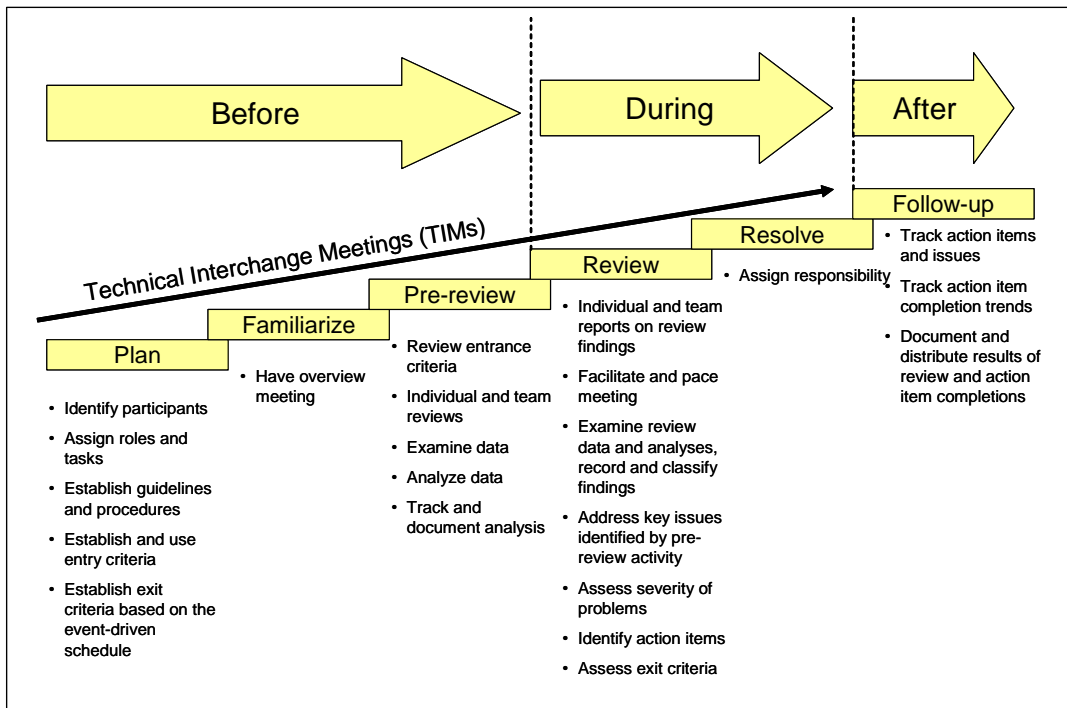 Before
During
After
Technical Interchange Meetings (TIMs)
Plan
• Identify participants
• Assign roles and
tasks
• Establish guidelines
and procedures
• Establish and use
entry criteria
• Establish exit
criteria based on the
event-driven
schedule
Familiarize
• Have overview
meeting
Pre-review
• Review entrance
criteria
• Individual and team
reviews
• Examine data
• Analyze data
• Track and
document analysis
Review
• Individual and team
reports on review
findings
• Facilitate and pace
meeting
• Examine review
data and analyses,
record and classify
findings
• Address key issues
identified by pre-
review activity
• Assess severity of
problems
• Identify action items
• Assess exit criteria
Resolve
• Assign responsibility
Follow-up
• Track action items
and issues
• Track action item
completion trends
• Document and
distribute results of
review and action
item completions